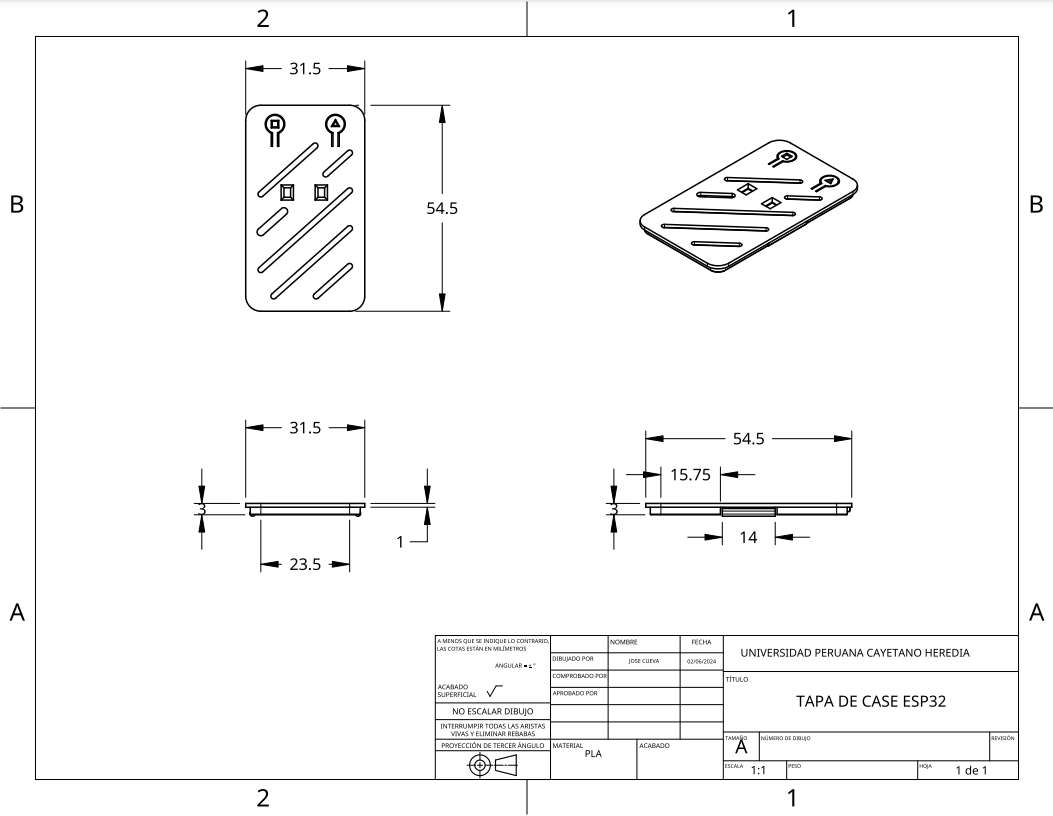 2
1
31.5
B
54.5
B
31.5
54.5
15.75
3
3
1
14
23.5
A
A
A MENOS QUE SE INDIQUE LO CONTRARIO,
LAS COTAS ESTÁN EN MILÍMETROS
ANGULAR = ± °
ACABADO
SUPERFICIAL
NO ESCALAR DIBUJO
INTERRUMPIR TODAS LAS ARISTAS
VIVAS Y ELIMINAR REBABAS
PROYECCIÓN DE TERCER ÁNGULO
NOMBRE
FECHA
DIBUJADO POR
JOSE CUEVA
02/06/2024
COMPROBADO POR
APROBADO POR
MATERIAL
PLA
ACABADO
UNIVERSIDAD PERUANA CAYETANO HEREDIA
TÍTULO
TAPA DE CASE ESP32
TAMAÑO
A
NÚMERO DE DIBUJO
REVISIÓN
ESCALA
1:1
PESO
HOJA
1 de 1
2
1